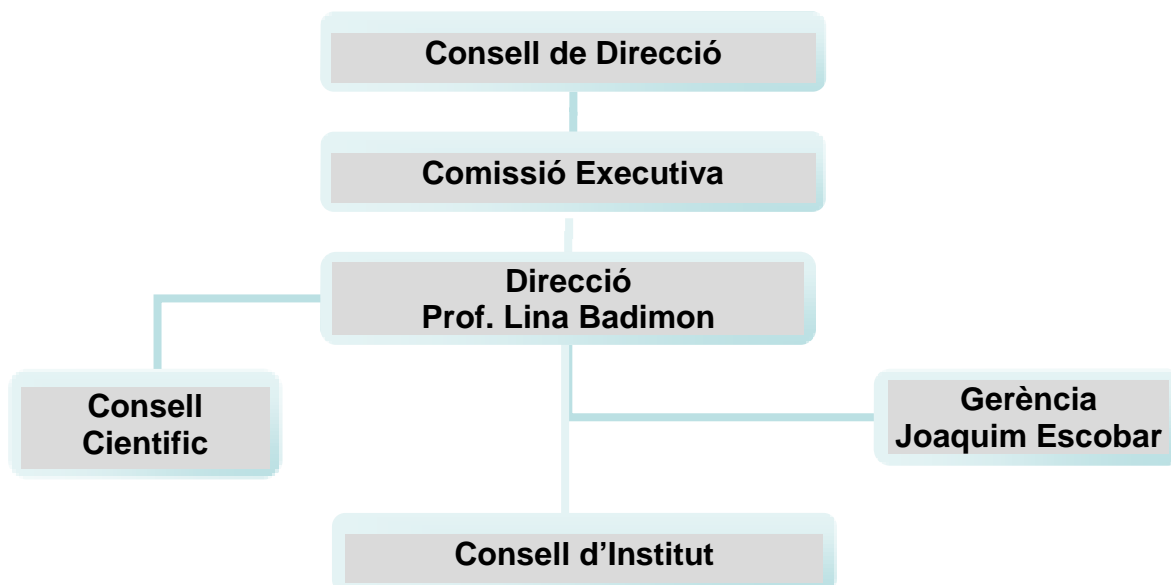 Consell de Direcció
Comissió Executiva
Direcció
Prof. Lina Badimon
Consell
Cientific
Gerència
Joaquim Escobar
Consell d’Institut